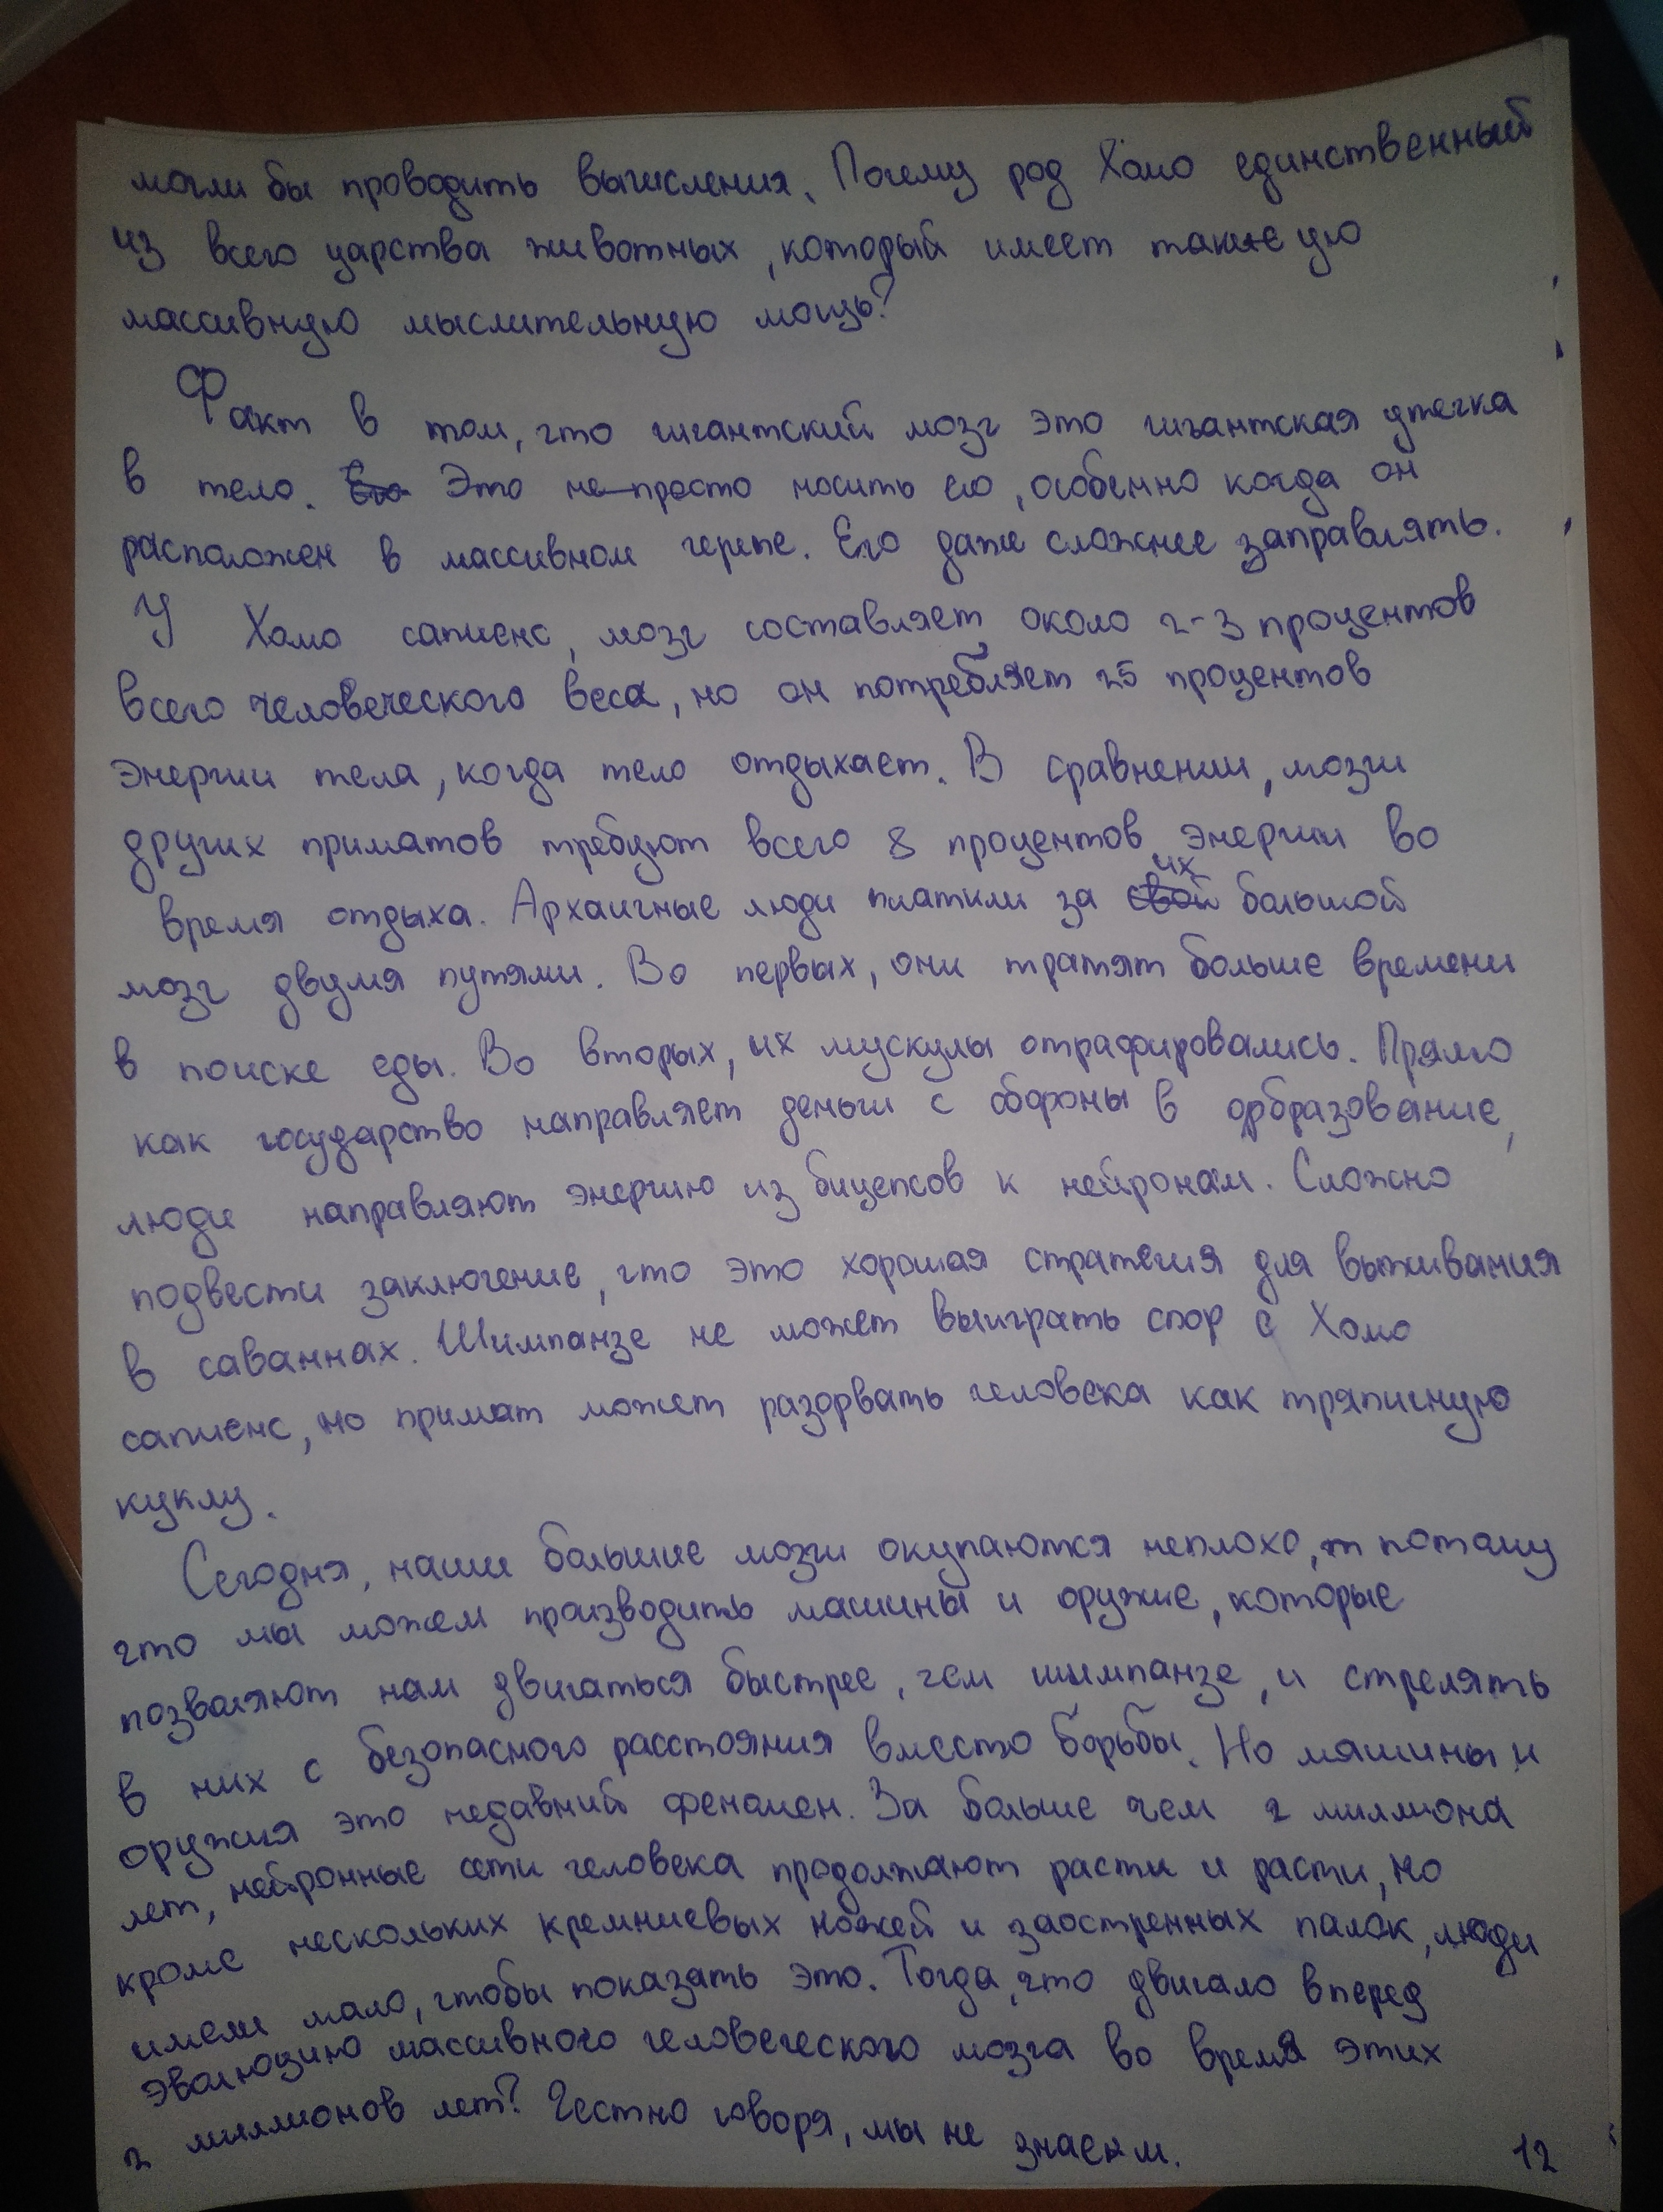 могли бы проводить вычисления. Почему род Хомо единственный
из всего царства животных, который имеет такую
массивную мыслительную мощь?
Факт в том, что гигантский мозг это гигантская утечка
в тело. Его Это не просто носить его, особенно когда он
расположен в массивном черепе. Его даже сложнее заправлять.
У Хомо сапиенс, мозг составляет около 2-3 процентов
всего человеческого веса, но он потребляет 25 процентов
энергии тела, когда тело отдыхает. В сравнении, мозги
других приматов требуют всего 8 процентов энергии во
время отдыха. Архаичные люди платили за свой их большой
мозг двумя путями. Во первых, они тратят больше времени
в поиске еды. Во вторых, их мускулы отрафировались. Прямо
как государство направляет деньги с обороны в образование,
люди направляют энергию из бицепсов к нейронам. Сложно
подвести заключение, что это хорошая стратегия для выживания
в саваннах. Шимпанзе не может выиграть спор с Хомо
сапиенс, но примат может разорвать человека как тряпичную
куклу.
Сегодня, наши большие мозги окупаются неплохо, потому
что мы можем производить машины и оружие, которые
позволяют нам двигаться быстрее, чем шимпанзе, и стрелять
в них с безопасного расстояния вместо борьбы. Но машины и
оружия это недавний феномен. За больше чем 2 миллиона
лет, нейронные сети человека продолжают расти и расти, но
кроме нескольких кремниевых ножей и заостренных палок, люди
имели мало, чтобы показать это. Тогда, что двигало вперед
эволюцию массивного человеческого мозга во время этих
2 миллионов лет? Честно говоря, мы не знаем.
12